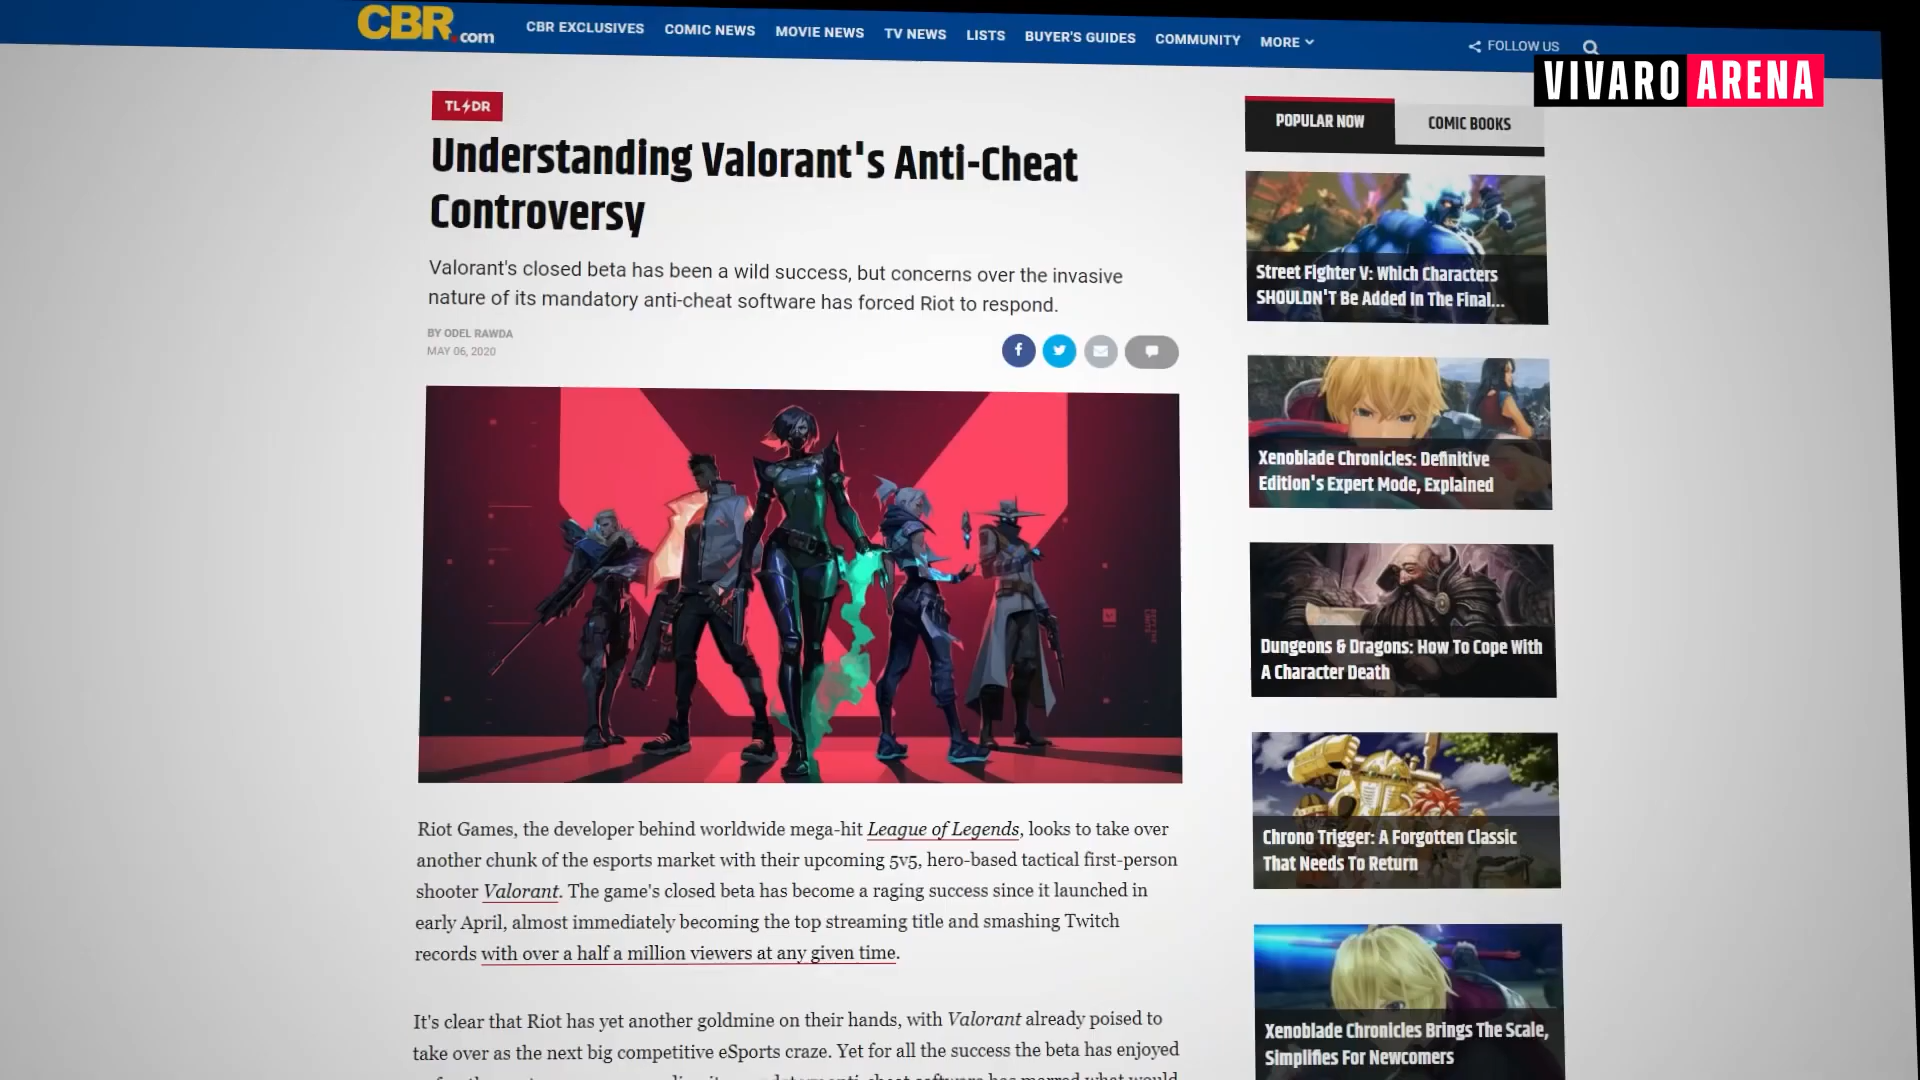 CBR.com
CBR EXCLUSIVES COMIC NEWS MOVIE NEWS TV NEWS LISTS BUYER'S GUIDES COMMUNITY MORE
FOLLOW US
VIVARO ARENA
TL DR
Understanding Valorant's Anti-Cheat
Controversy
Valorant's closed beta has been a wild success, but concerns over the invasive
nature of its mandatory anti-cheat software has forced Riot to respond.
BY ODEL RAWDA
MAY 06, 2020
Riot Games, the developer behind worldwide mega-hit League of Legends, looks to take over
another chunk of the esports market with their upcoming 5v5, hero-based tactical first-person
shooter Valorant. The game's closed beta has become a raging success since it launched in
early April, almost immediately becoming the top streaming title and smashing Twitch
records with over a half a million viewers at any given time.
It's clear that Riot has yet another goldmine on their hands, with Valorant already poised to
take over as the next big competitive eSports craze. Yet for all the success the beta has enjoyed
POPULAR NOW
COMIC BOOKS
Street Fighter V: Which Characters
SHOULDN'T Be Added In The Final...
Xenoblade Chronicles: Definitive
Edition's Expert Mode, Explained
Dungeons & Dragons: How To Cope With
A Character Death
Chrono Trigger: A Forgotten Classic
That Needs To Return
Xenoblade Chronicles Brings The Scale,
Simplifies For Newcomers